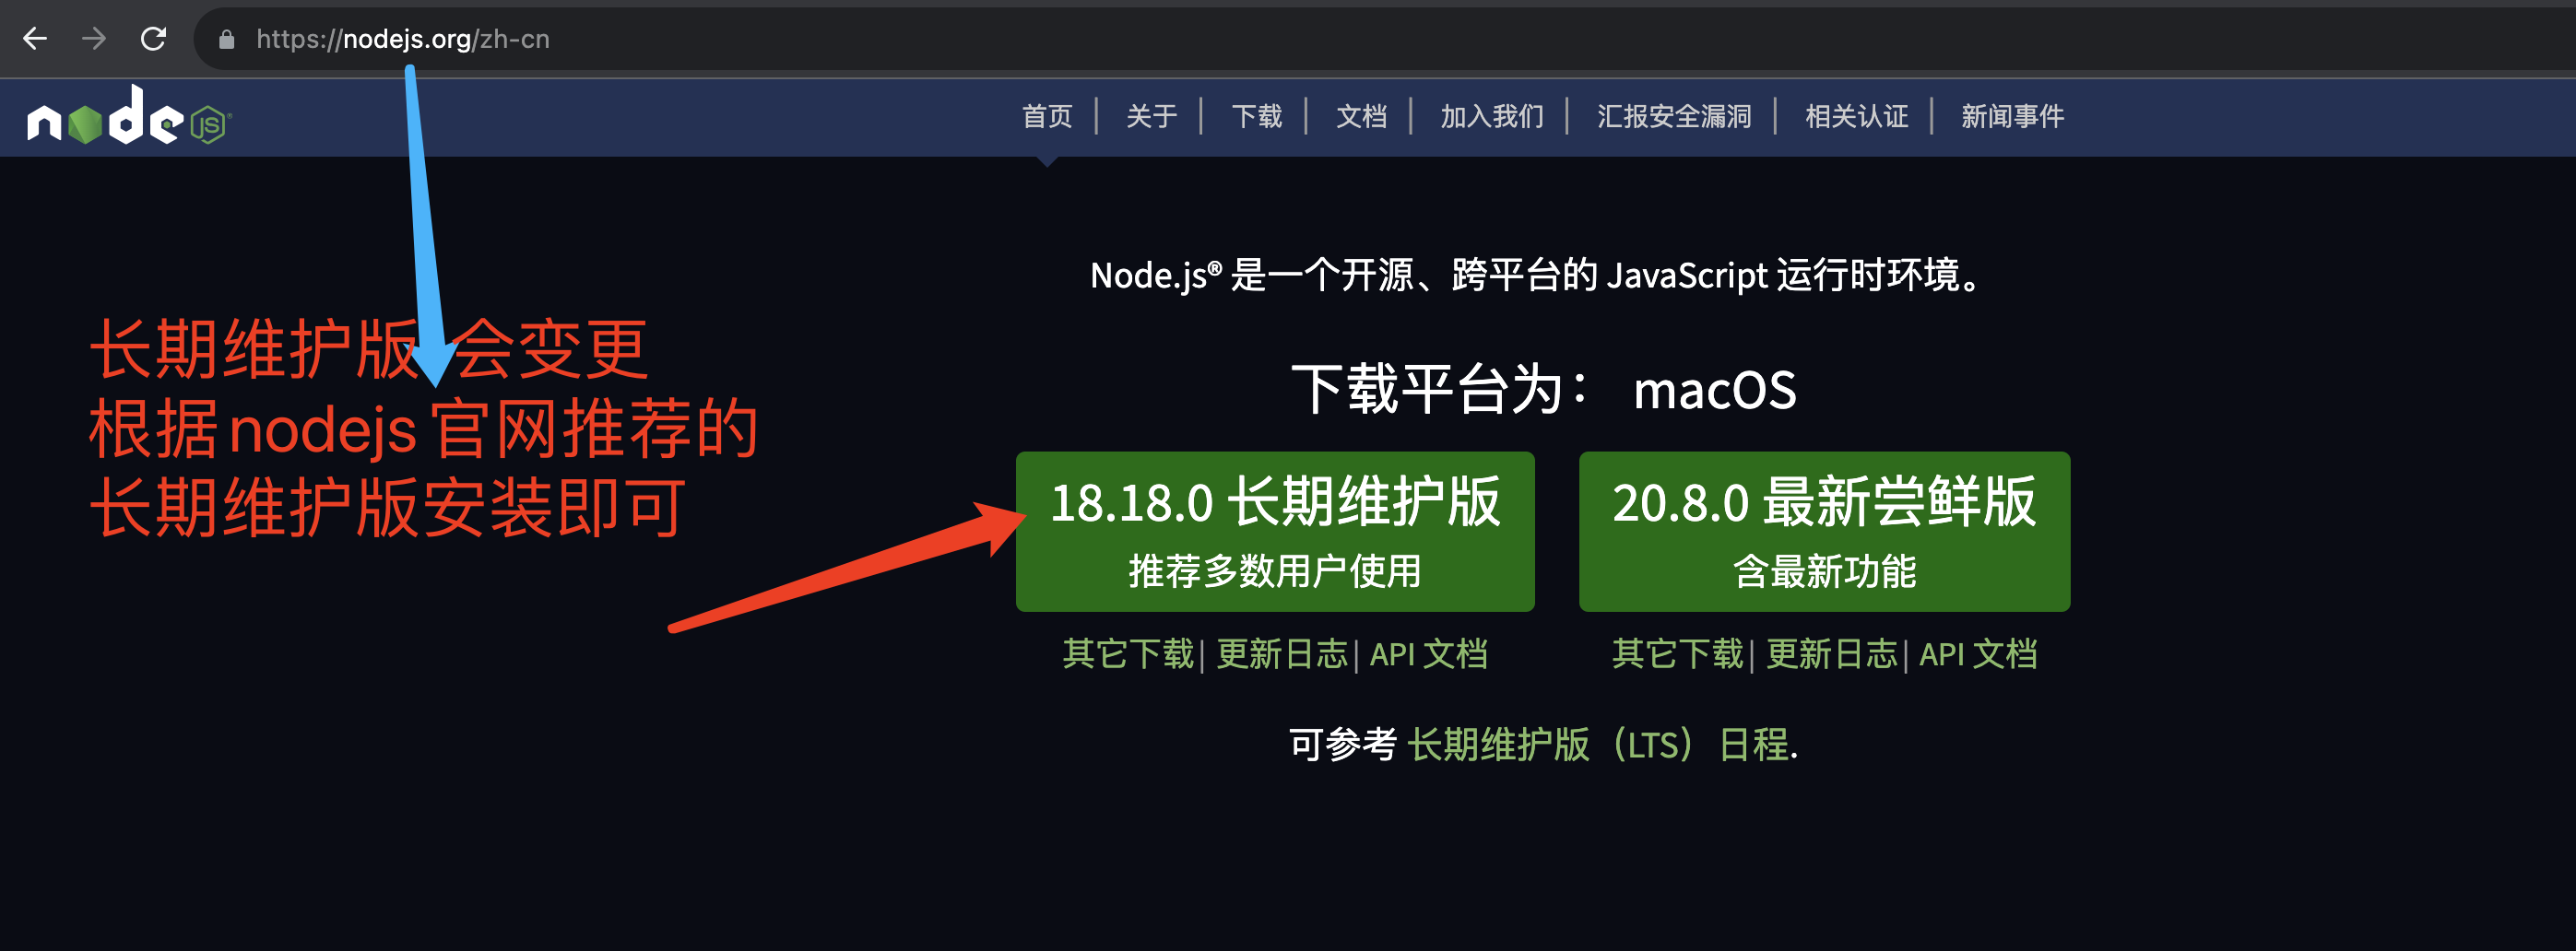 https://nodejs.org/zh-cn
node JS®
首页 | 关于 | 下载 | 文档 | 加入我们 | 汇报安全漏洞 | 相关认证 | 新闻事件
Node.js® 是一个开源、跨平台的 JavaScript 运行时环境。
下载平台为： macOS
长期维护版 会变更
根据nodejs官网推荐的
长期维护版安装即可
18.18.0 长期维护版
推荐多数用户使用
其它下载| 更新日志| API 文档
20.8.0 最新尝鲜版
含最新功能
其它下载| 更新日志| API 文档
可参考 长期维护版（LTS）日程.